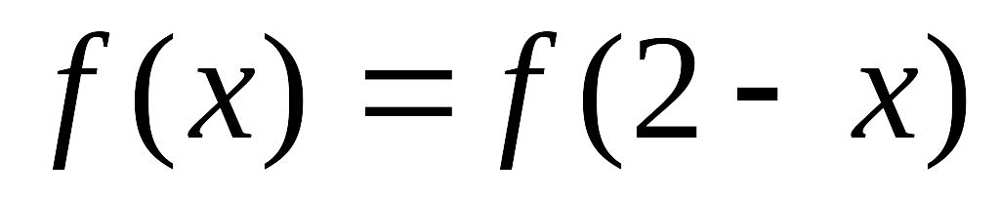 f(x) = f(2 - x)